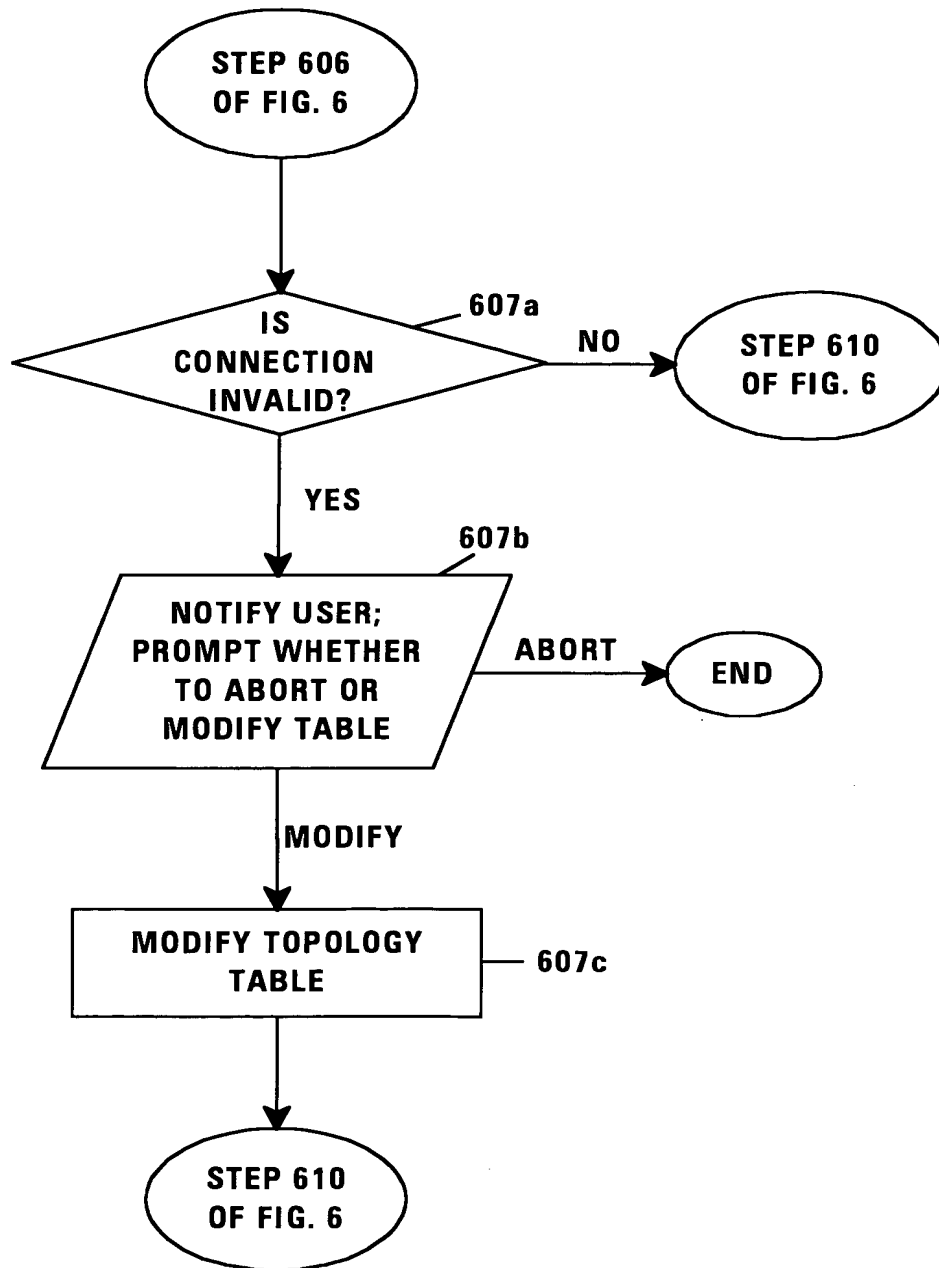 STEP 606
OF FIG. 6
607a
IS
CONNECTION
INVALID?
NO
STEP 610
OF FIG. 6
YES
607b
NOTIFY USER;
PROMPT WHETHER
TO ABORT OR
MODIFY TABLE
ABORT
END
MODIFY
MODIFY TOPOLOGY
TABLE
607c
STEP 610
OF FIG. 6